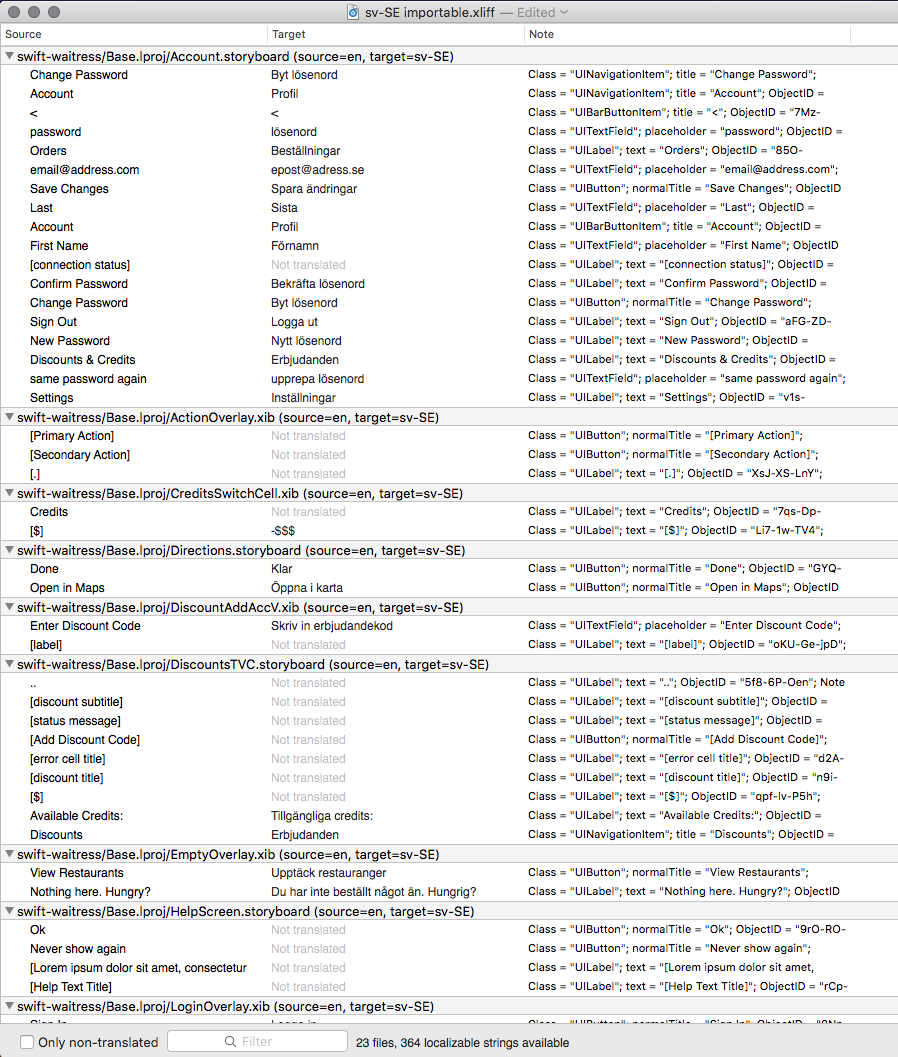 sv-SE importable.xliff — Edited
Source Target Note
swift-waitress/Base.lproj/Account.storyboard (source=en, target=sv-SE)
Change Password Byt lösenord Class = "UINavigationItem"; title = "Change Password";
Account Profil Class = "UINavigationItem"; title = "Account"; ObjectID =
< < Class = "UIBarButtonItem"; title = "<"; ObjectID = "7Mz-
password lösenord Class = "UITextField"; placeholder = "password"; ObjectID =
Orders Beställningar Class = "UILabel"; text = "Orders"; ObjectID = "85O-
email@address.com epost@adress.se Class = "UITextField"; placeholder = "email@address.com";
Save Changes Spara ändringar Class = "UIButton"; normalTitle = "Save Changes"; ObjectID
Last Sista Class = "UITextField"; placeholder = "Last"; ObjectID =
Account Profil Class = "UIBarButtonItem"; title = "Account"; ObjectID =
First Name Förnamn Class = "UITextField"; placeholder = "First Name"; ObjectID
[connection status] Not translated Class = "UILabel"; text = "[connection status]"; ObjectID =
Confirm Password Bekräfta lösenord Class = "UILabel"; text = "Confirm Password"; ObjectID =
Change Password Byt lösenord Class = "UIButton"; normalTitle = "Change Password";
Sign Out Logga ut Class = "UILabel"; text = "Sign Out"; ObjectID = "aFG-ZD-
New Password Nytt lösenord Class = "UILabel"; text = "New Password"; ObjectID =
Discounts & Credits Erbjudanden Class = "UILabel"; text = "Discounts & Credits"; ObjectID =
same password again upprepa lösenord Class = "UITextField"; placeholder = "same password again";
Settings Inställningar Class = "UILabel"; text = "Settings"; ObjectID = "v1s-
swift-waitress/Base.lproj/ActionOverlay.xib (source=en, target=sv-SE)
[Primary Action] Not translated Class = "UIButton"; normalTitle = "[Primary Action]";
[Secondary Action] Not translated Class = "UIButton"; normalTitle = "[Secondary Action]";
[.] Not translated Class = "UILabel"; text = "[.]"; ObjectID = "XsJ-XS-LnY";
swift-waitress/Base.lproj/CreditsSwitchCell.xib (source=en, target=sv-SE)
Credits Not translated Class = "UILabel"; text = "Credits"; ObjectID = "7qs-Dp-
[$] -$$$ Class = "UILabel"; text = "[$]"; ObjectID = "Li7-1w-TV4";
swift-waitress/Base.lproj/Directions.storyboard (source=en, target=sv-SE)
Done Klar Class = "UIButton"; normalTitle = "Done"; ObjectID = "GYQ-
Open in Maps Öppna i karta Class = "UIButton"; normalTitle = "Open in Maps"; ObjectID
swift-waitress/Base.lproj/DiscountAddAccV.xib (source=en, target=sv-SE)
Enter Discount Code Skriv in erbjudandekod Class = "UITextField"; placeholder = "Enter Discount Code";
[label] Not translated Class = "UILabel"; text = "[label]"; ObjectID = "oKU-Ge-jpD";
swift-waitress/Base.lproj/DiscountsTVC.storyboard (source=en, target=sv-SE)
.. Not translated Class = "UILabel"; text = ".."; ObjectID = "5f8-6P-Oen"; Note
[discount subtitle] Not translated Class = "UILabel"; text = "[discount subtitle]"; ObjectID =
[status message] Not translated Class = "UILabel"; text = "[status message]"; ObjectID =
[Add Discount Code] Not translated Class = "UIButton"; normalTitle = "[Add Discount Code]";
[error cell title] Not translated Class = "UILabel"; text = "[error cell title]"; ObjectID = "d2A-
[discount title] Not translated Class = "UILabel"; text = "[discount title]"; ObjectID = "n9i-
[$] Not translated Class = "UILabel"; text = "[$]"; ObjectID = "qpf-lv-P5h";
Available Credits: Tillgängliga credits: Class = "UILabel"; text = "Available Credits:"; ObjectID =
Discounts Erbjudanden Class = "UINavigationItem"; title = "Discounts"; ObjectID =
swift-waitress/Base.lproj/EmptyOverlay.xib (source=en, target=sv-SE)
View Restaurants Upptäck restauranger Class = "UIButton"; normalTitle = "View Restaurants";
Nothing here. Hungry? Du har inte beställt något än. Hungrig? Class = "UILabel"; text = "Nothing here. Hungry?"; ObjectID
swift-waitress/Base.lproj/HelpScreen.storyboard (source=en, target=sv-SE)
Ok Not translated Class = "UIButton"; normalTitle = "Ok"; ObjectID = "9rO-RO-
Never show again Not translated Class = "UIButton"; normalTitle = "Never show again";
[Lorem ipsum dolor sit amet, consectetur Not translated Class = "UILabel"; text = "[Lorem ipsum dolor sit amet,
[Help Text Title] Not translated Class = "UILabel"; text = "[Help Text Title]"; ObjectID = "rCp-
swift-waitress/Base.lproj/LoginOverlay.xib (source=en, target=sv-SE)
Only non-translated Filter 23 files, 364 localizable strings available